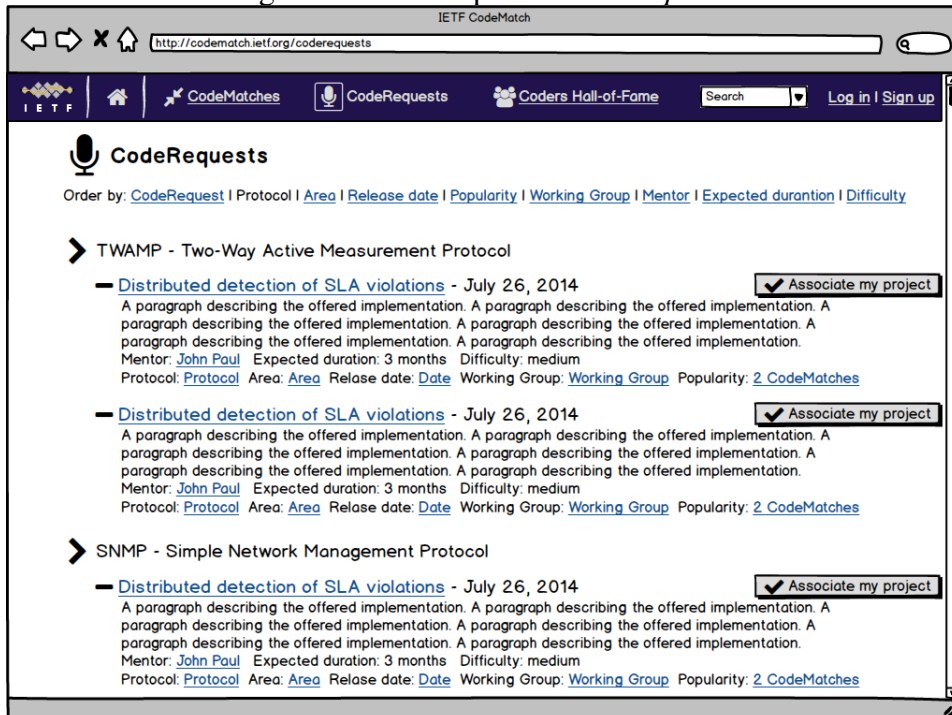 IETF CodeMatch
http://codematch.ietf.org/coderequests
IETF CodeMatches CodeRequests Coders Hall-of-Fame Search Log in | Sign up
CodeRequests
Order by: CodeRequest | Protocol | Area | Release date | Popularity | Working Group | Mentor | Expected durantion | Difficulty
TWAMP - Two-Way Active Measurement Protocol
Distributed detection of SLA violations - July 26, 2014 Associate my project
A paragraph describing the offered implementation. A paragraph describing the offered implementation. A
paragraph describing the offered implementation. A paragraph describing the offered implementation. A
paragraph describing the offered implementation. A paragraph describing the offered implementation.
Mentor: John Paul Expected duration: 3 months Difficulty: medium
Protocol: Protocol Area: Area Relase date: Date Working Group: Working Group Popularity: 2 CodeMatches
Distributed detection of SLA violations - July 26, 2014 Associate my project
A paragraph describing the offered implementation. A paragraph describing the offered implementation. A
paragraph describing the offered implementation. A paragraph describing the offered implementation. A
paragraph describing the offered implementation. A paragraph describing the offered implementation.
Mentor: John Paul Expected duration: 3 months Difficulty: medium
Protocol: Protocol Area: Area Relase date: Date Working Group: Working Group Popularity: 2 CodeMatches
SNMP - Simple Network Management Protocol
Distributed detection of SLA violations - July 26, 2014 Associate my project
A paragraph describing the offered implementation. A paragraph describing the offered implementation. A
paragraph describing the offered implementation. A paragraph describing the offered implementation. A
paragraph describing the offered implementation. A paragraph describing the offered implementation.
Mentor: John Paul Expected duration: 3 months Difficulty: medium
Protocol: Protocol Area: Area Relase date: Date Working Group: Working Group Popularity: 2 CodeMatches